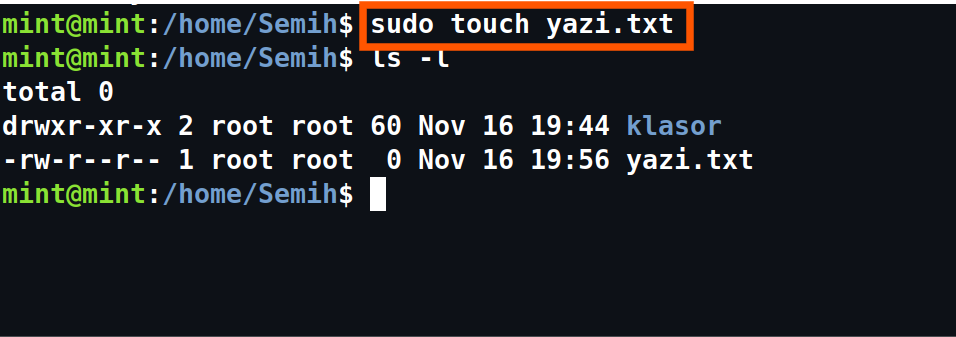 mint@mint:/home/Semih$ sudo touch yazi.txt
mint@mint:/home/Semih$ ls -l
total 0
drwxr-xr-x 2 root root 60 Nov 16 19:44 klasor
-rw-r--r-- 1 root root  0 Nov 16 19:56 yazi.txt
mint@mint:/home/Semih$